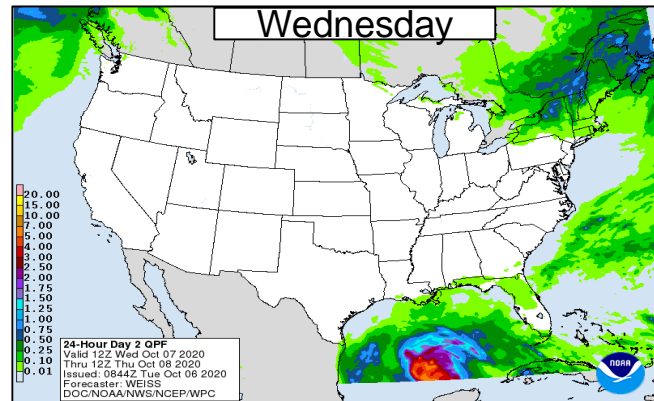 Wednesday
20.00
15.00
10.00
7.00
5.00
4.00
3.00
2.50
2.00
1.75
1.50
1.25
1.00
0.75
0.50
0.25
0.10
0.01
24-Hour Day 2 QPF
Valid 12Z Wed Oct 07 2020
Thru 12Z Thu Oct 08 2020
Issued: 0844Z Tue Oct 06 2020
Forecaster: WEISS
DOC/NOAA/NWS/NCEP/WPC
NOAA